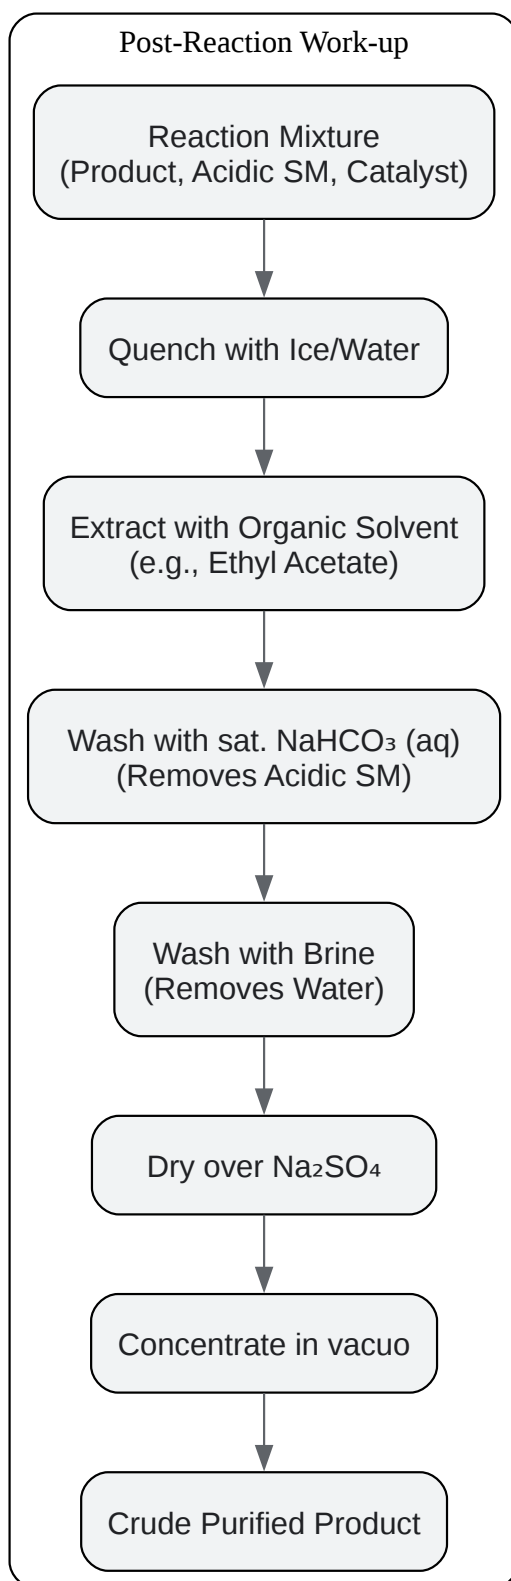 Post-Reaction Work-up
Reaction Mixture
(Product, Acidic SM, Catalyst)
Quench with Ice/Water
Extract with Organic Solvent
(e.g., Ethyl Acetate)
Wash with sat. NaHCO₃ (aq)
(Removes Acidic SM)
Wash with Brine
(Removes Water)
Dry over Na₂SO₄
Concentrate in vacuo
Crude Purified Product